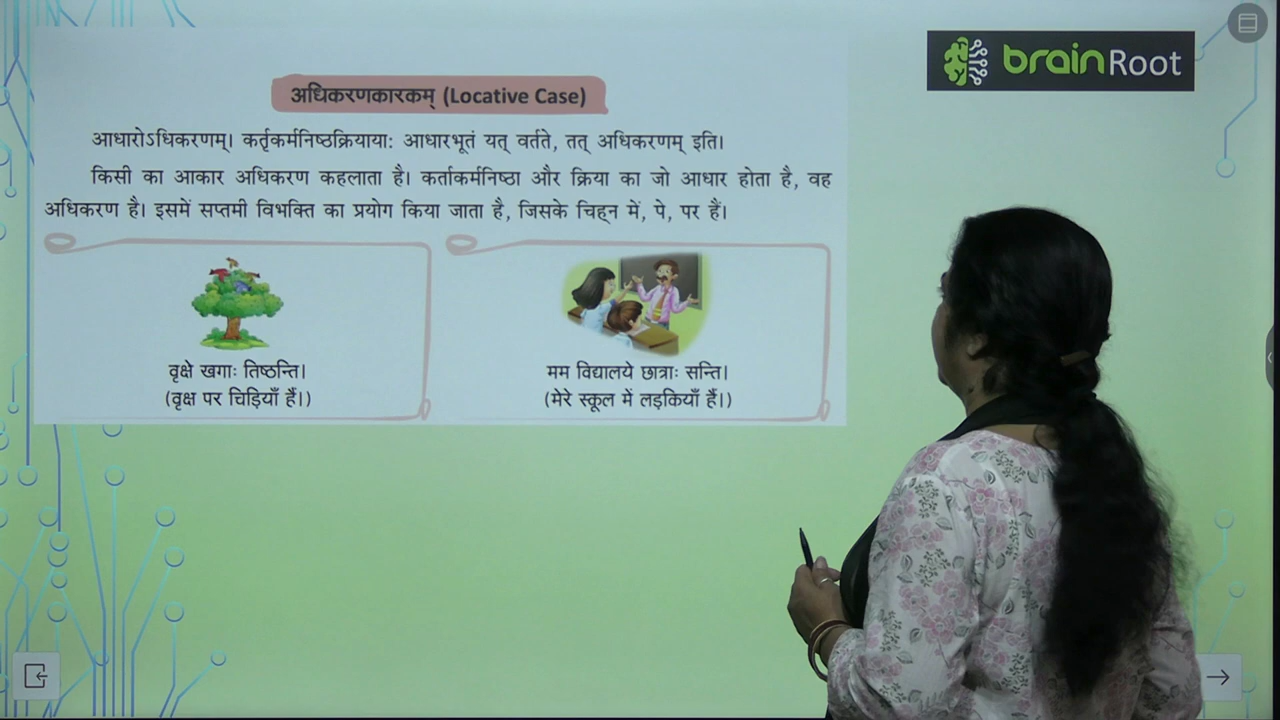 brainRoot
अधिकरणकारकम् (Locative Case)
आधारोऽधिकरणम्। कर्तृकर्मनिष्ठक्रियायाः आधारभूतं यत् वर्तते, तत् अधिकरणम् इति।
किसी का आकार अधिकरण कहलाता है। कर्ताकर्मनिष्ठा और क्रिया का जो आधार होता है, वह
अधिकरण है। इसमें सप्तमी विभक्ति का प्रयोग किया जाता है, जिसके चिह्न में, पे, पर हैं।
वृक्षे खगाः तिष्ठन्ति।
(वृक्ष पर चिड़ियाँ हैं।)
मम विद्यालये छात्राः सन्ति।
(मेरे स्कूल में लड़कियाँ हैं।)